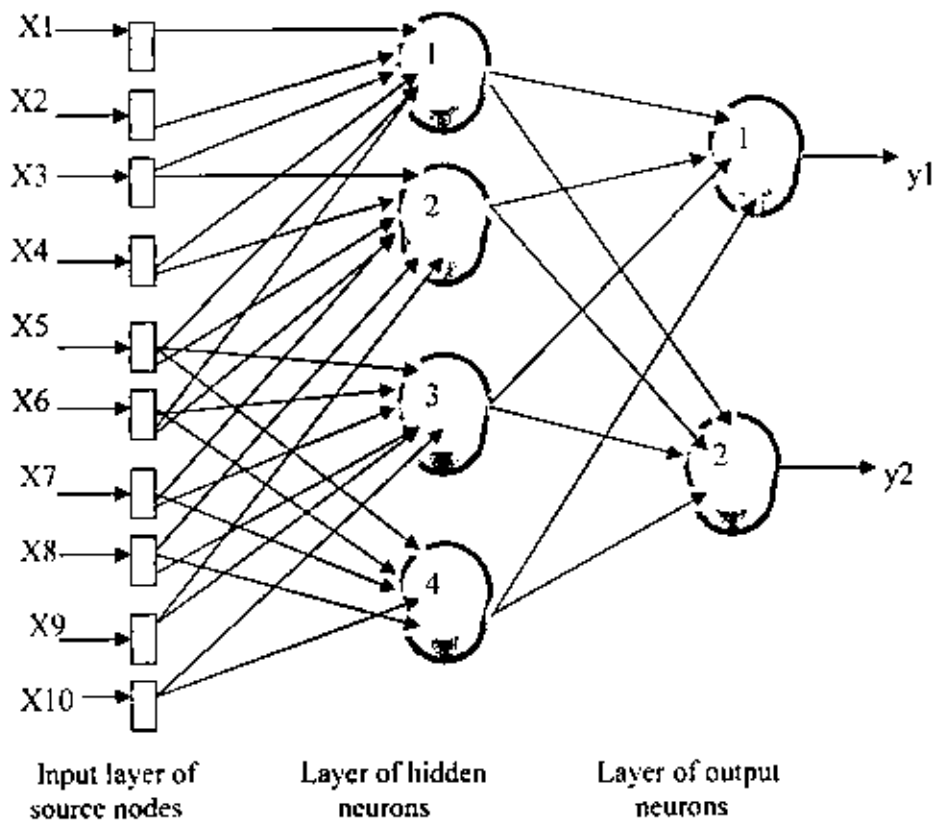 X1
X2
X3
X4
X5
X6
X7
X8
X9
X10
1
2
3
4
1
2
y1
y2
Input layer of
source nodes
Layer of hidden
neurons
Layer of output
neurons